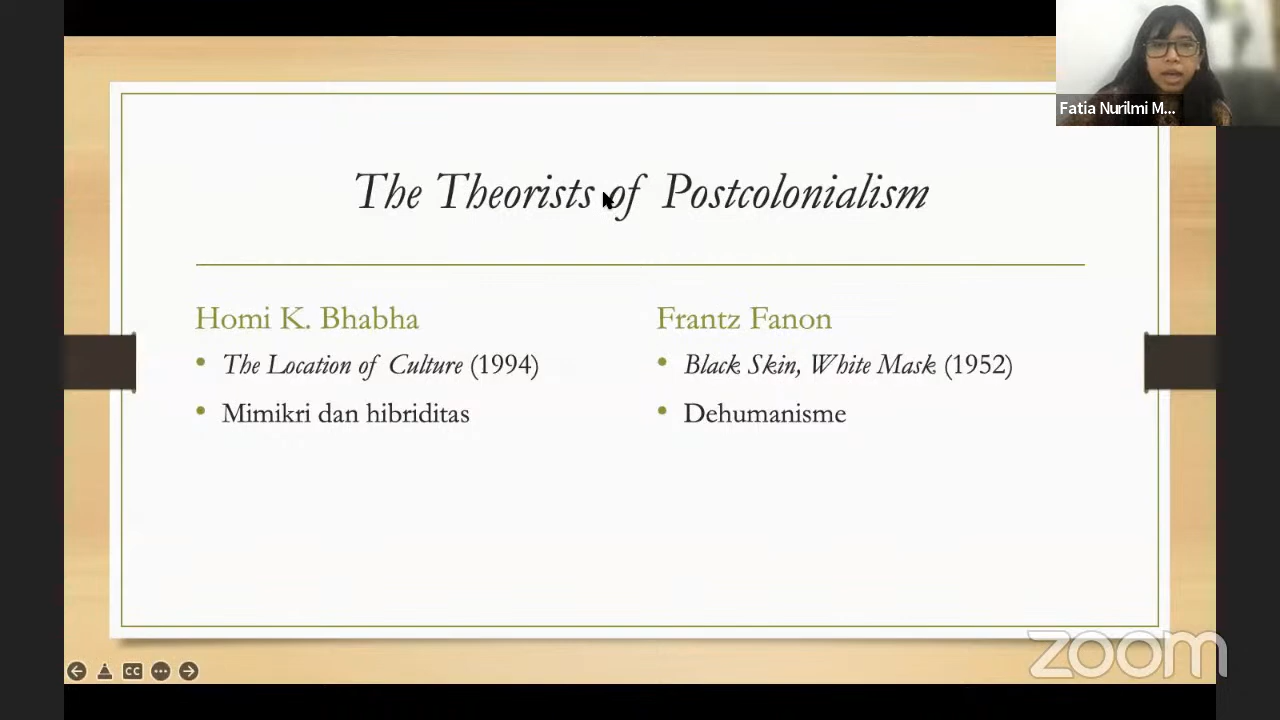 Fatia Nurilmi M...
The Theorists of Postcolonialism
Homi K. Bhabha
The Location of Culture (1994)
Mimikri dan hibriditas
Frantz Fanon
Black Skin, White Mask (1952)
Dehumanisme
CC
zoom